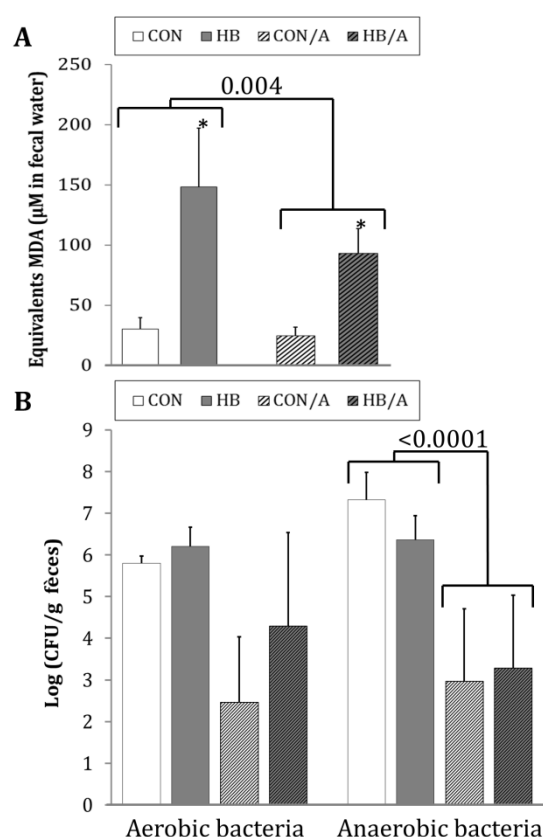 A
CON HB CON/A HB/A
Equivalents MDA (µM in fecal water)
250
200
150
100
50
0
0.004
*
*
B
CON HB CON/A HB/A
Log (CFU/g fèces)
9
8
7
6
5
4
3
2
1
0
<0.0001
Aerobic bacteria Anaerobic bacteria